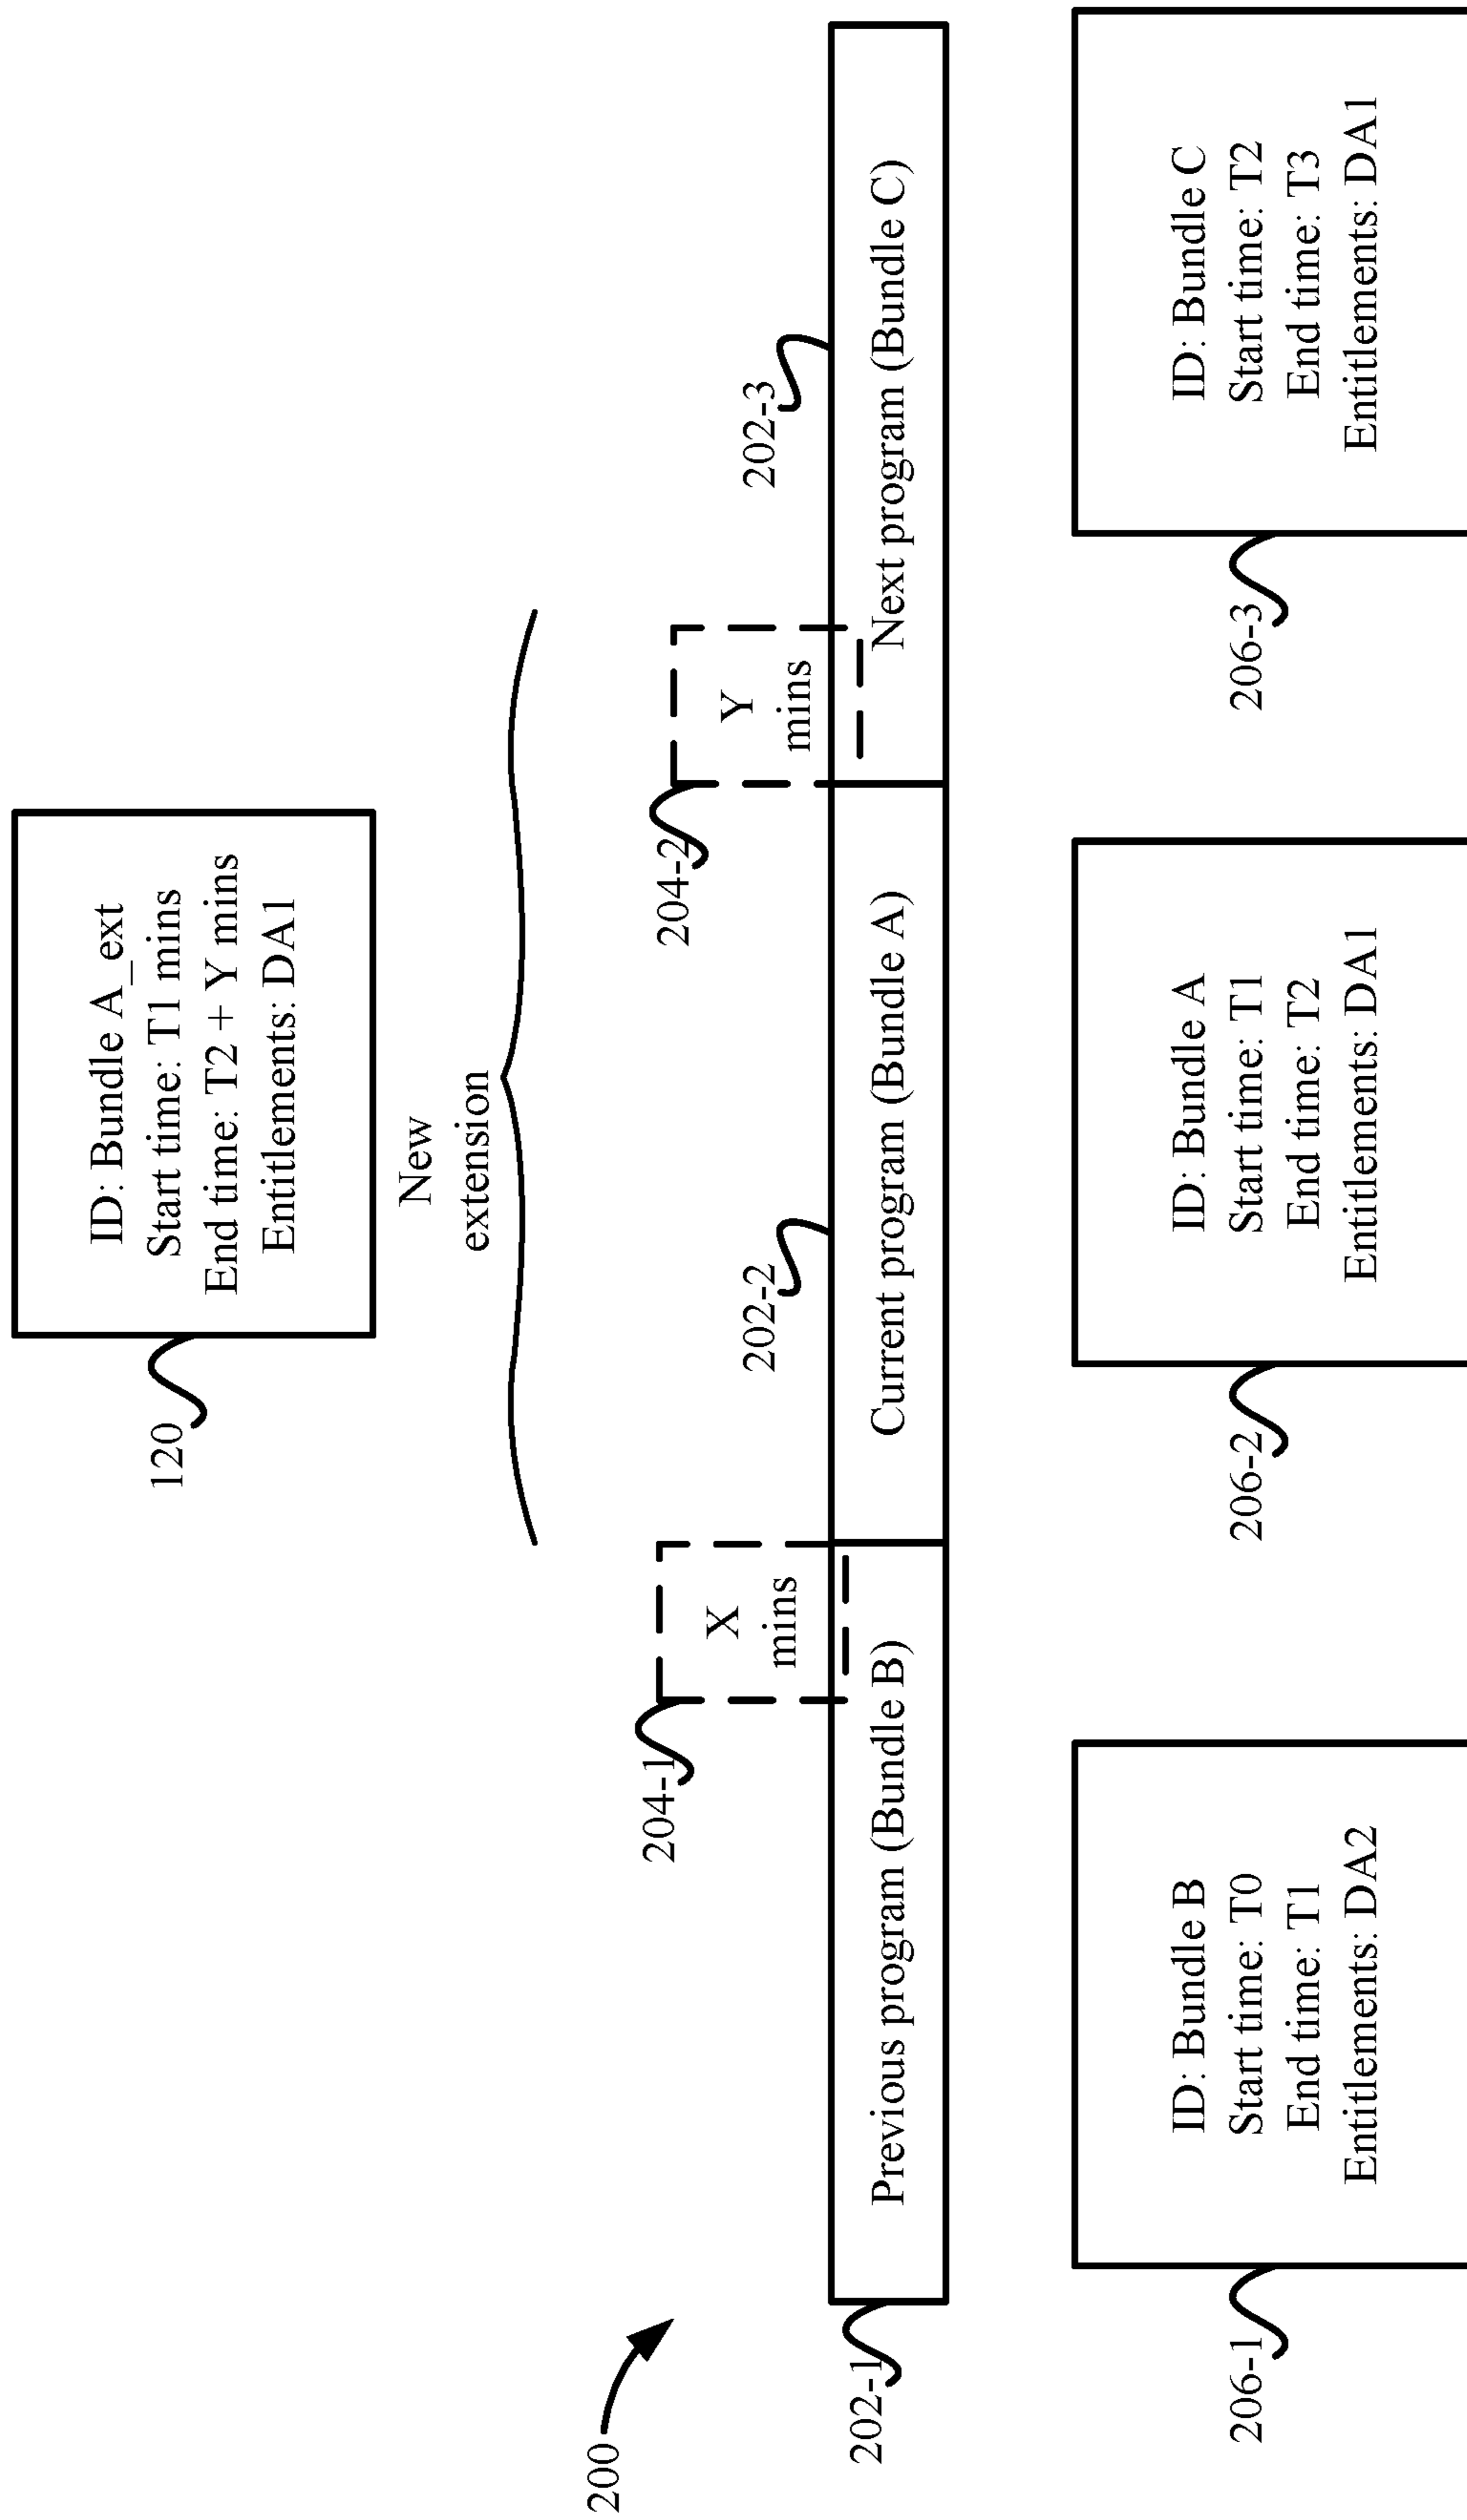 120
ID: Bundle A_ext
Start time: T1 mins
End time: T2 + Y mins
Entitlements: DA1
New
extension
200
204-1
X
mins
204-2
Y
mins
202-1
Previous program (Bundle B)
202-2
Current program (Bundle A)
202-3
Next program (Bundle C)
206-1
ID: Bundle B
Start time: T0
End time: T1
Entitlements: DA2
206-2
ID: Bundle A
Start time: T1
End time: T2
Entitlements: DA1
206-3
ID: Bundle C
Start time: T2
End time: T3
Entitlements: DA1